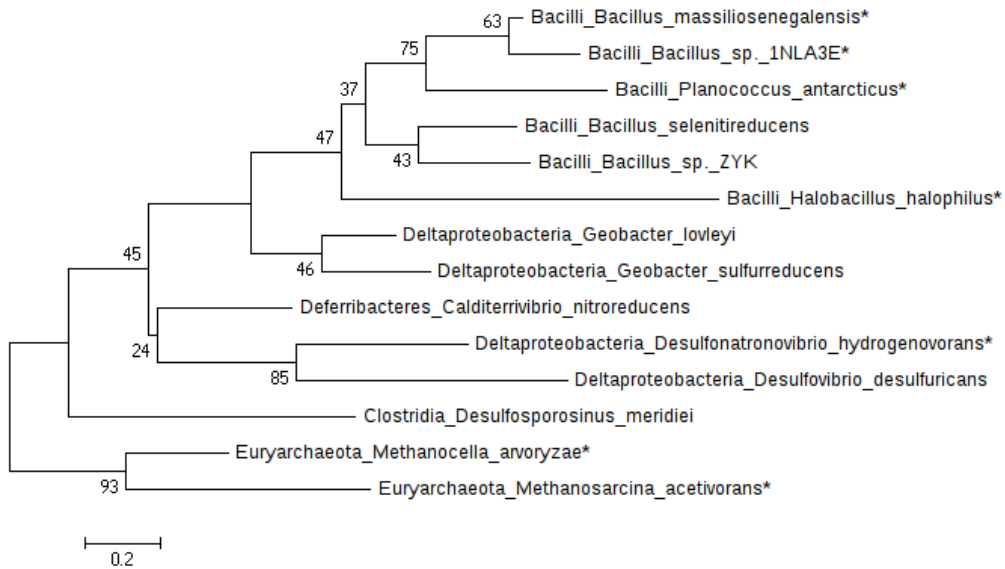 63
Bacilli_Bacillus_massiliosenegalensis*
75
Bacilli_Bacillus_sp._1NLA3E*
37
Bacilli_Planococcus_antarcticus*
47
Bacilli_Bacillus_selenitireducens
43
Bacilli_Bacillus_sp._ZYK
Bacilli_Halobacillus_halophilus*
Deltaproteobacteria_Geobacter_lovleyi
45
46
Deltaproteobacteria_Geobacter_sulfurreducens
Deferribacteres_Calditerrivibrio_nitroreducens
24
Deltaproteobacteria_Desulfonatronovibrio_hydrogenovorans*
85
Deltaproteobacteria_Desulfovibrio_desulfuricans
Clostridia_Desulfosporosinus_meridiei
Euryarchaeota_Methanocella_arvoryzae*
93
Euryarchaeota_Methanosarcina_acetivorans*
0.2